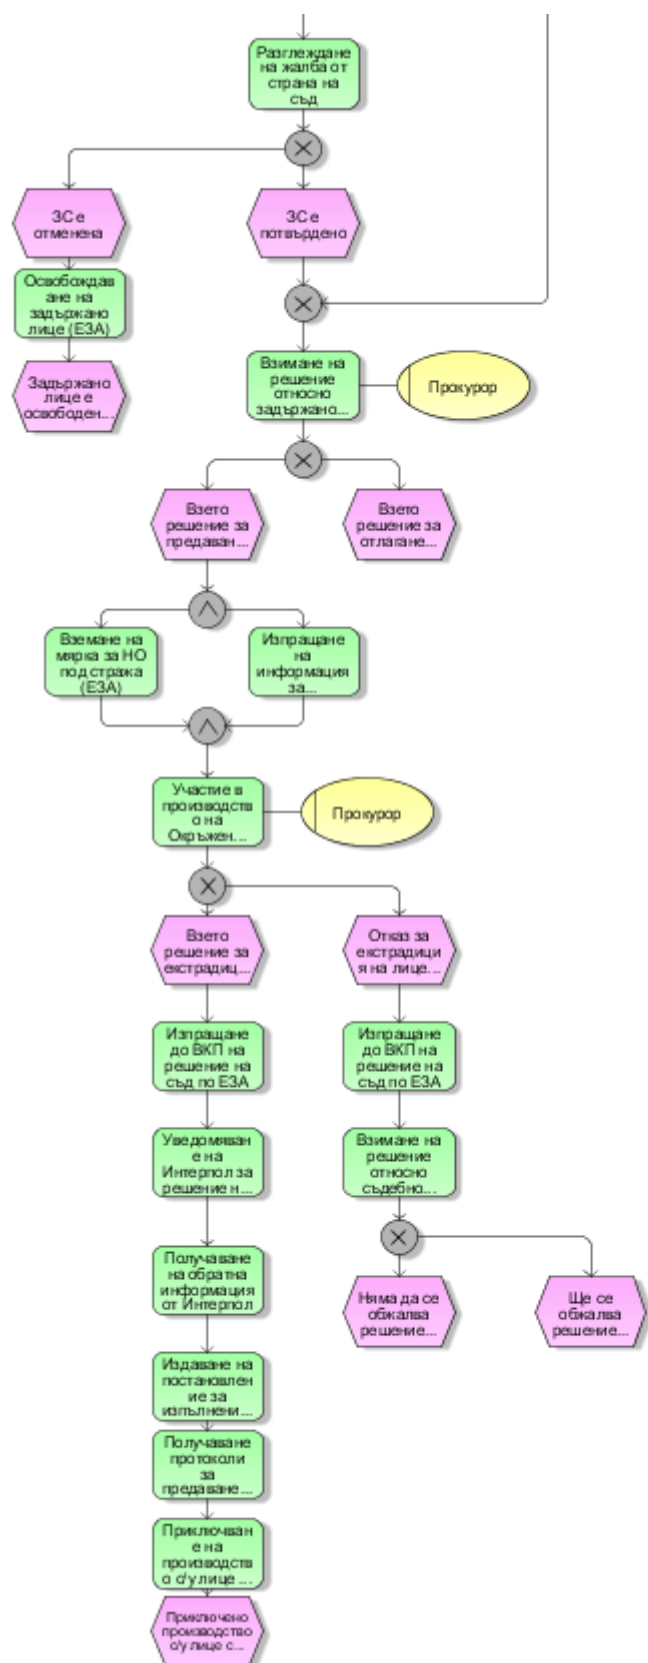 Разглеждане
на жалба от
страна на
съд
ЗС е
отменена
ЗС е
потвърдено
Освобождав
ане на
задържано
лице (ЕЗА)
Задържано
лице е
освободен...
Взимане на
решение
относно
задържано...
Прокурор
Взето
решение за
предаван...
Взето
решение за
отлагане...
Вземане на
мярка за НО
под стража
(ЕЗА)
Изпращане
на
информация
за...
Участие в
производств
о на
Окръжен...
Прокурор
Взето
решение за
екстрадиц...
Отказ за
екстрадици
я на лице...
Изпращане
до ВКП на
решение на
съд по ЕЗА
Изпращане
до ВКП на
решение на
съд по ЕЗА
Уведомяван
е на
Интерпол за
решение н...
Взимане на
решение
относно
съдебно...
Получаване
на обратна
информация
от Интерпол
Няма да се
обжалва
решение...
Ще се
обжалва
решение...
Издаване на
постановлен
ие за
изпълнени...
Получаване
протоколи
за
предаване...
Приключван
е на
производств
о с/у лице ...
Приключено
производство
с/у лице с...